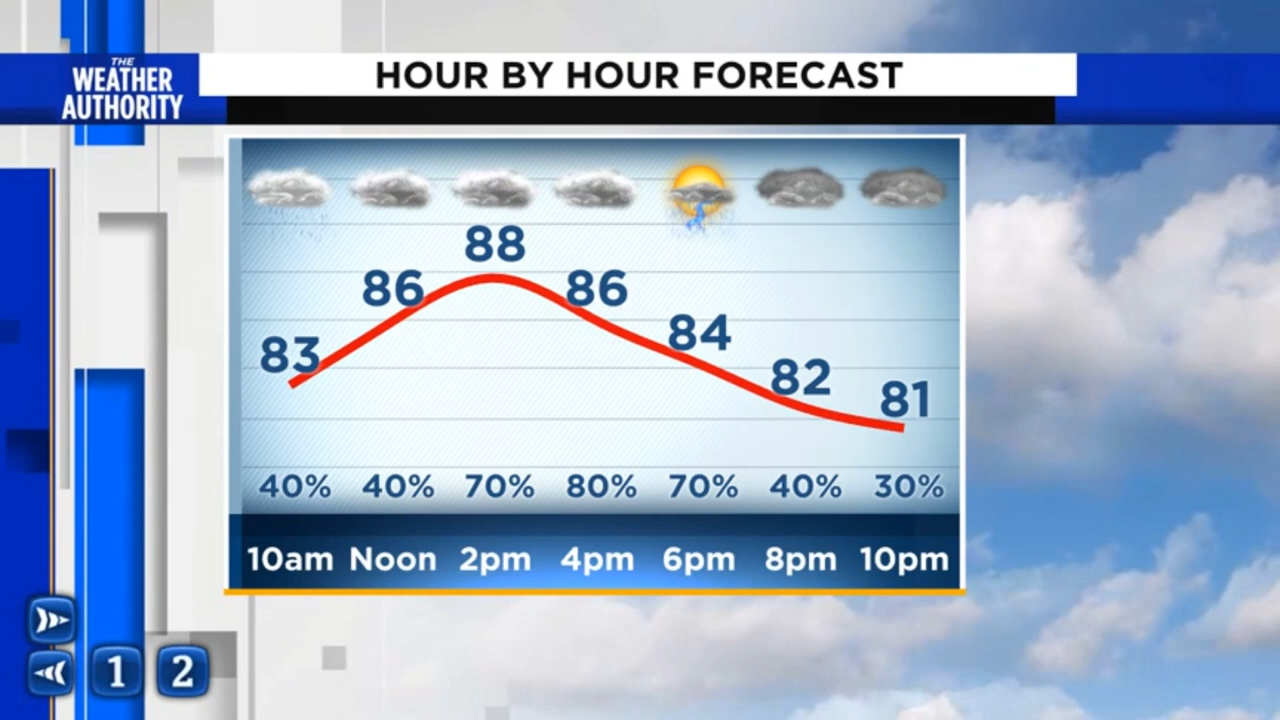 THE
WEATHER
AUTHORITY
HOUR BY HOUR FORECAST
83 86 88 86 84 82 81
40% 40% 70% 80% 70% 40% 30%
10am Noon 2pm 4pm 6pm 8pm 10pm
1 2